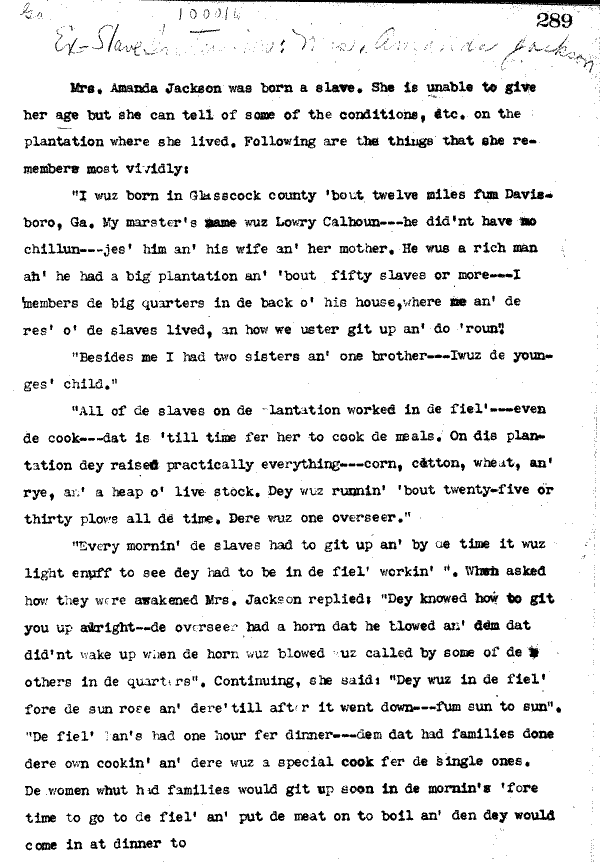 Ga
100016
289
Ex-Slave Mrs. Amanda Jackson
Mrs. Amanda Jackson was born a slave. She is unable to give
her age but she can tell of some of the conditions, etc. on the
plantation where she lived. Following are the things that she re-
members most vividly:
"I wuz born in Glasscock county 'bout twelve miles fum Davis-
boro, Ga. My marster's name wuz Lowry Calhoun---he did'nt have no
chillun---jes' him an' his wife an' her mother. He wus a rich man
an' he had a big plantation an' 'bout fifty slaves or more---I
'members de big quarters in de back o' his house,where me an' de
res' o' de slaves lived, an how we uster git up an' do 'roun".
"Besides me I had two sisters an' one brother---Iwuz de youn-
ges' child."
"All of de slaves on de lantation worked in de fiel'---even
de cook---dat is 'till time fer her to cook de meals. On dis plan-
tation dey raised practically everything---corn, cotton, wheat, an'
rye, an' a heap o' live stock. Dey wuz runnin' 'bout twenty-five or
thirty plows all de time. Dere wuz one overseer."
"Every mornin' de slaves had to git up an' by de time it wuz
light enuff to see dey had to be in de fiel' workin' ". When asked
how they were awakened Mrs. Jackson replied: "Dey knowed how to git
you up alright--de overseer had a horn dat he blowed an' dem dat
did'nt wake up when de horn wuz blowed wuz called by some of de
others in de quarters". Continuing, she said: "Dey wuz in de fiel'
fore de sun rose an' dere'till after it went down---fum sun to sun".
"De fiel' han's had one hour fer dinner---dem dat had families done
dere own cookin' an' dere wuz a special cook fer de single ones.
De women whut had families would git up soon in de mornin's 'fore
time to go to de fiel' an' put de meat on to boil an' den dey would
come in at dinner to